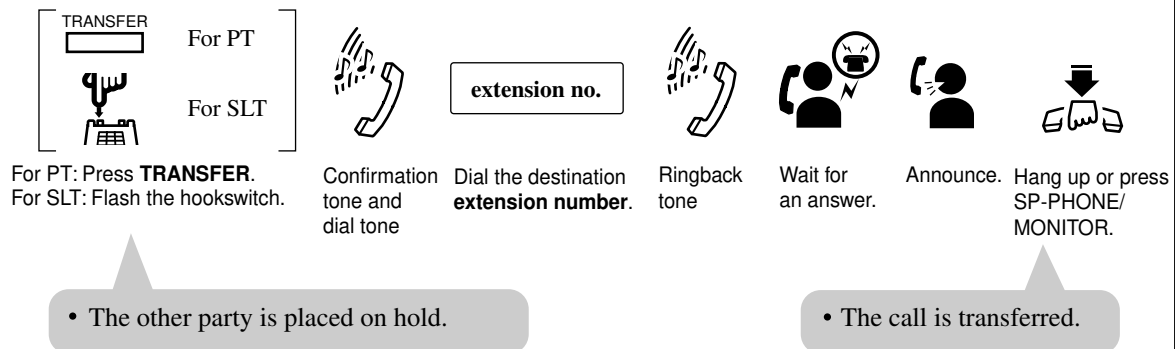 TRANSFER
For PT
For SLT
extension no.
For PT: Press TRANSFER.
For SLT: Flash the hookswitch.
Confirmation
tone and
dial tone
Dial the destination
extension number.
Ringback
tone
Wait for
an answer.
Announce.
Hang up or press
SP-PHONE/
MONITOR.
• The other party is placed on hold.
• The call is transferred.